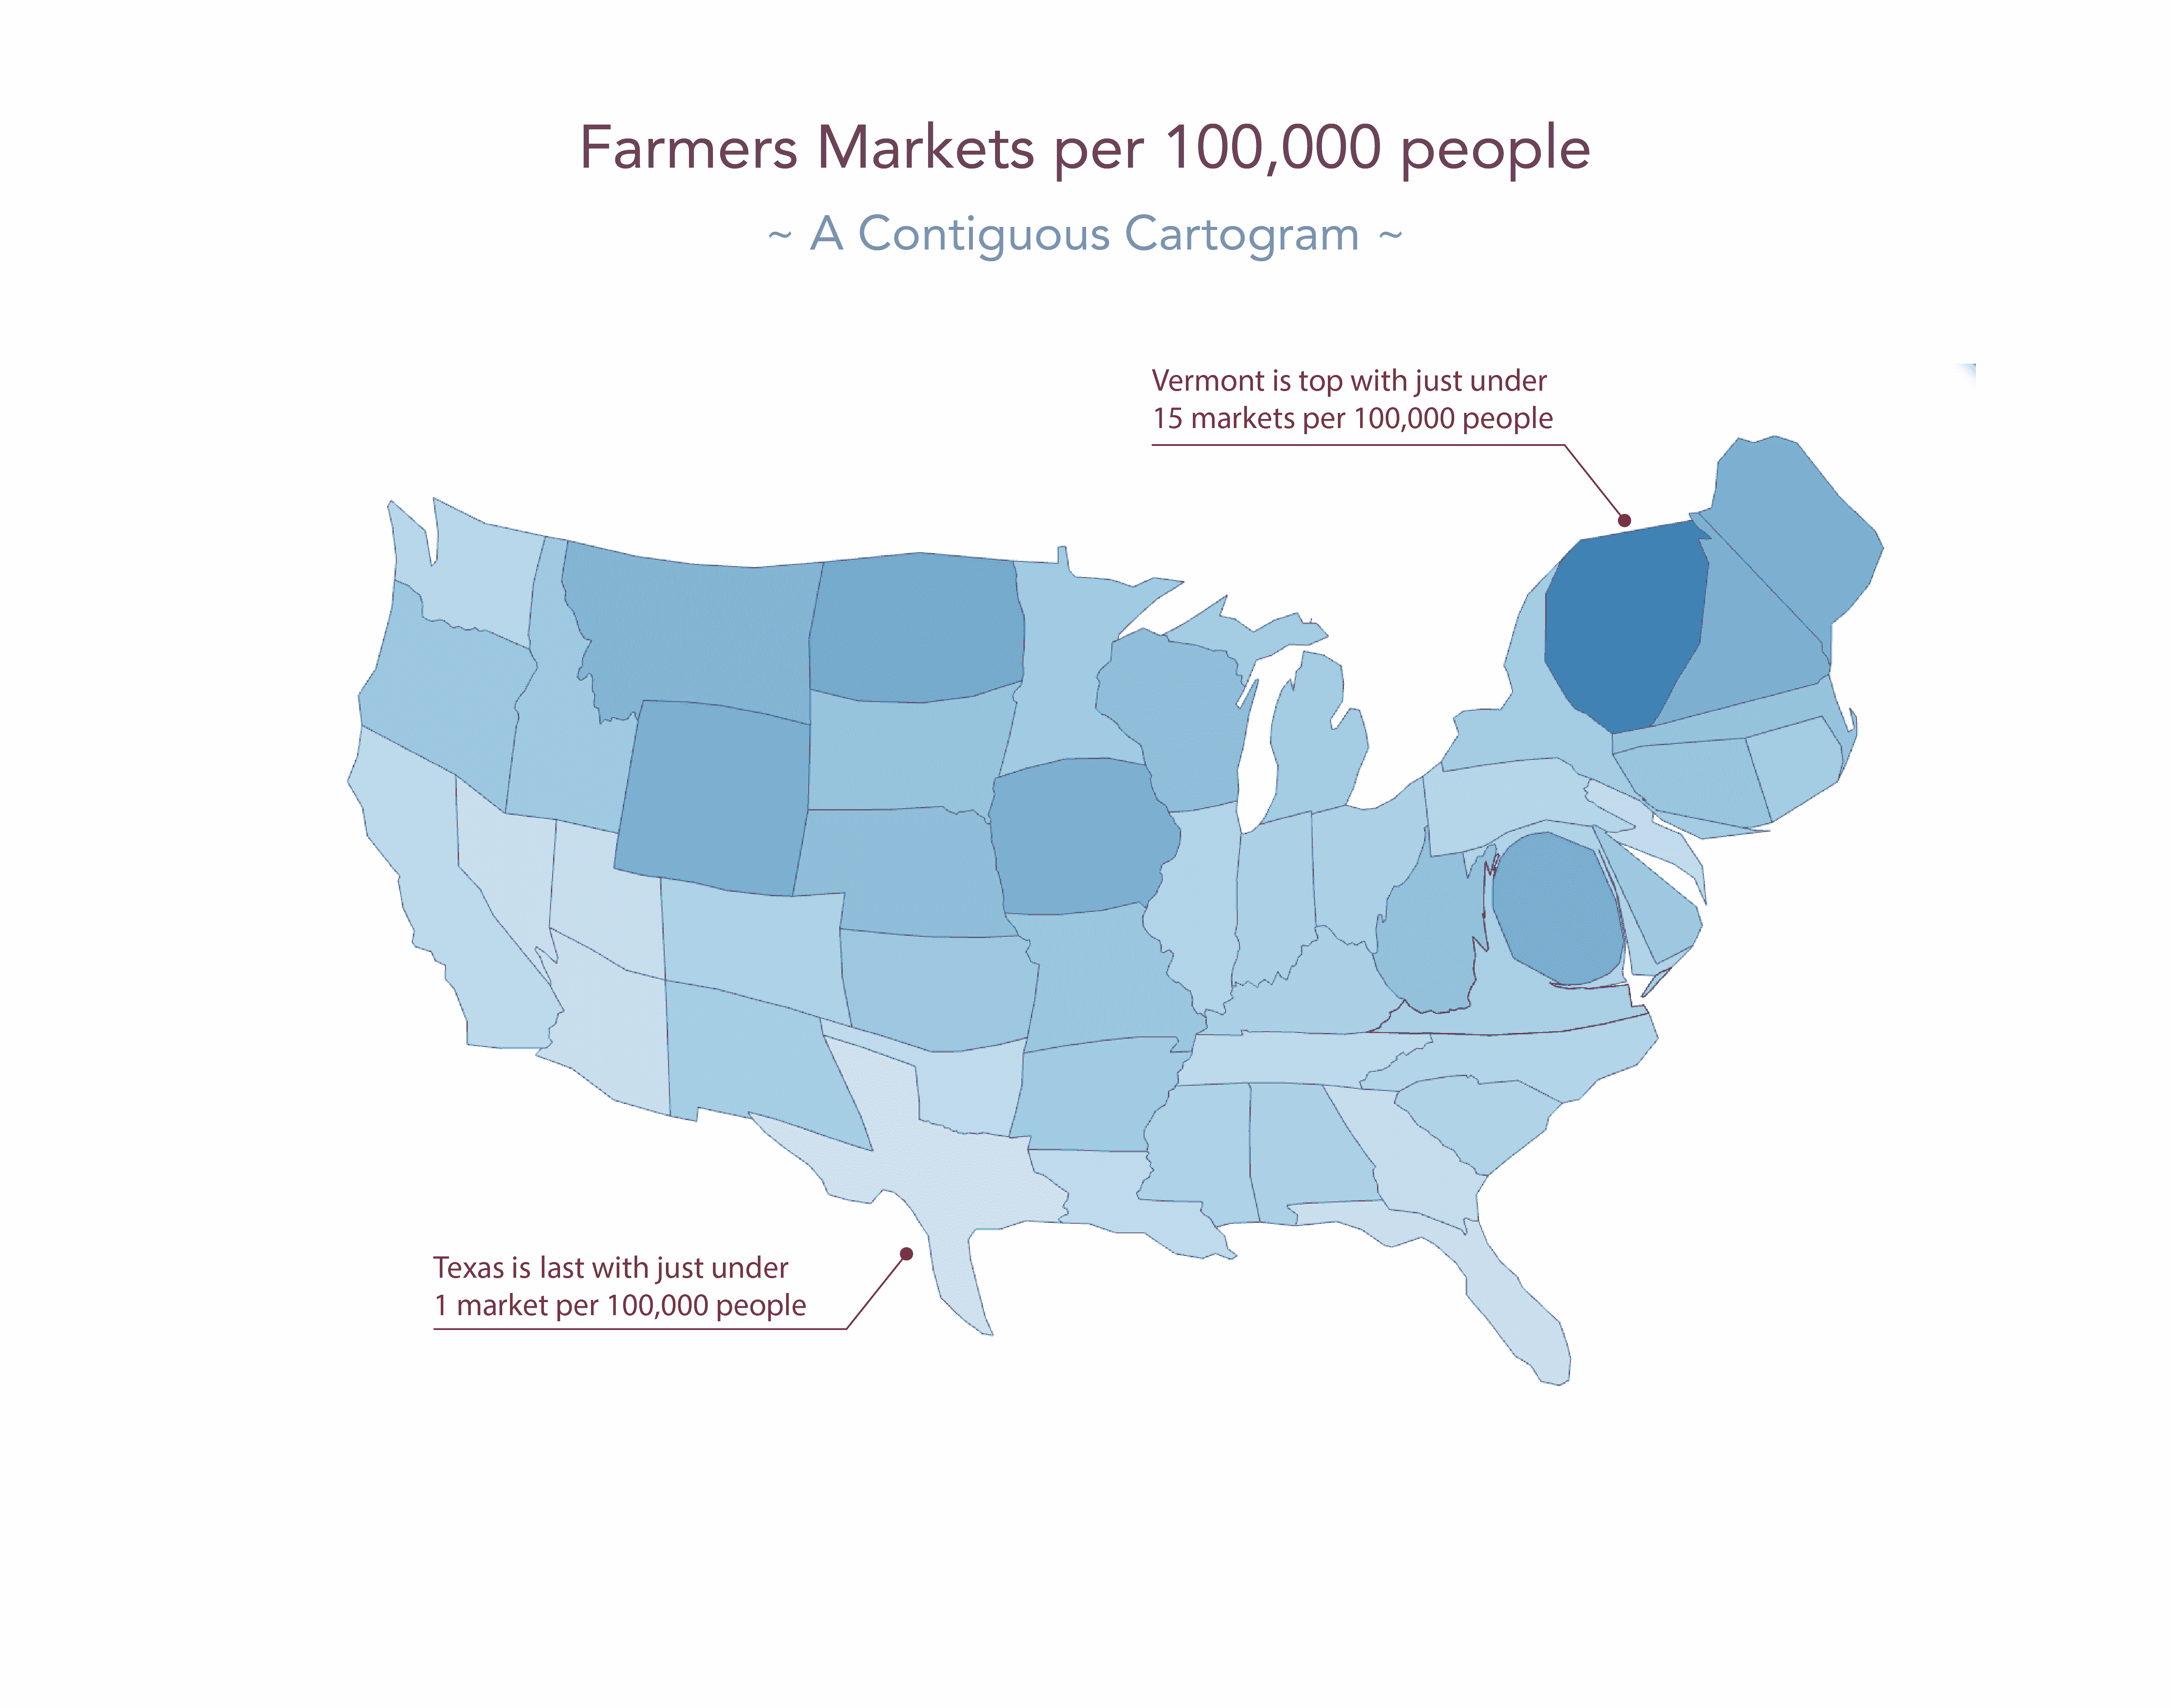 Farmers Markets per 100,000 people
~ A Contiguous Cartogram ~
Vermont is top with just under
15 markets per 100,000 people
Texas is last with just under
1 market per 100,000 people